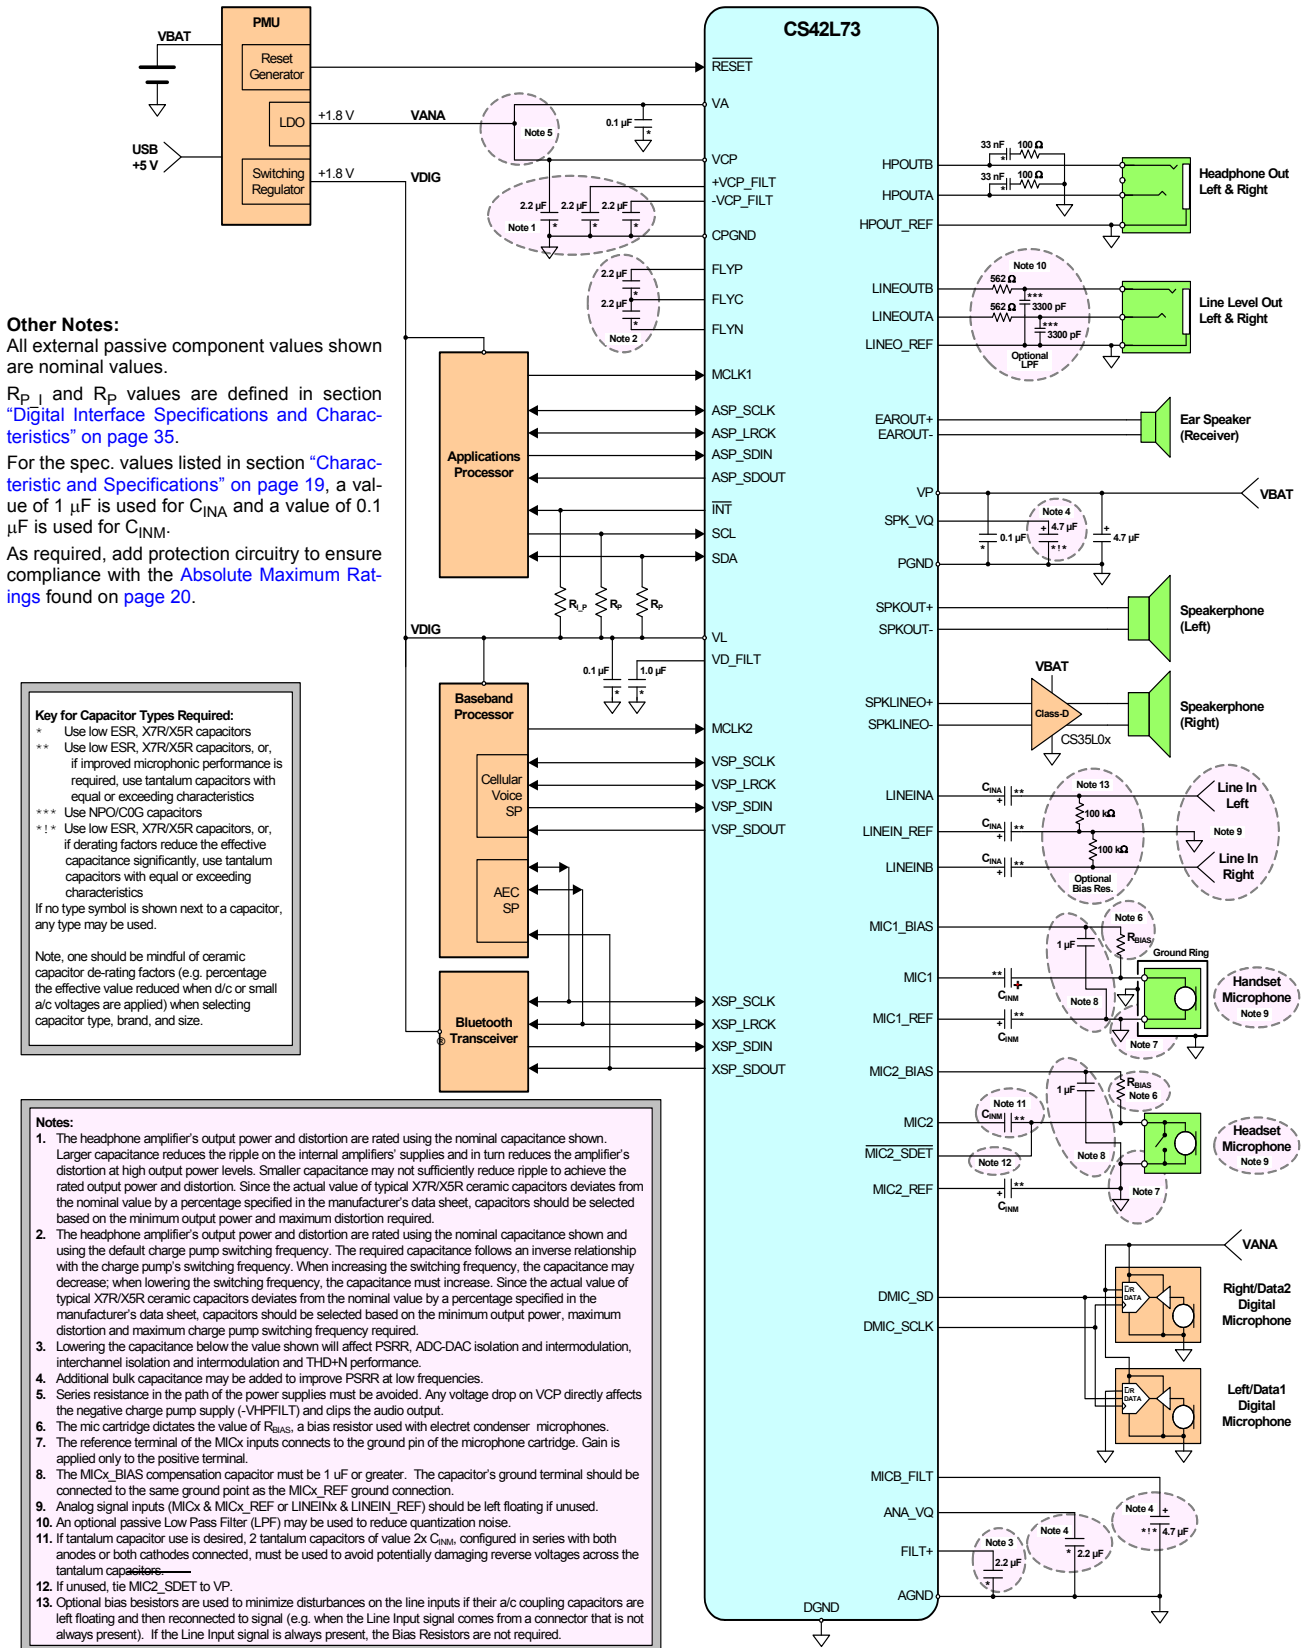 CS42L73
PMU
VBAT
Reset
Generator
RESET
LDO
+1.8 V
VANA
Note 5
0.1 µF
*
VA
USB
+5 V
Switching
Regulator
+1.8 V
VDIG
VCP
+VCP_FILT
-VCP_FILT
2.2 µF
2.2 µF
2.2 µF
*
*
*
Note 1
CPGND
FLYP
2.2 µF
*
FLYC
2.2 µF
*
FLYN
Note 2
HPOUTB
33 nF
*
100 Ω
HPOUTA
33 nF
*
100 Ω
HPOUT_REF
Headphone Out
Left & Right
Note 10
LINEOUTB
562 Ω
***
3300 pF
LINEOUTA
562 Ω
***
3300 pF
LINEO_REF
Optional
LPF
Line Level Out
Left & Right
Other Notes:
All external passive component values shown
are nominal values.
RP_I and RP values are defined in section
“Digital Interface Specifications and Charac-
teristics” on page 35.
For the spec. values listed in section “Charac-
teristic and Specifications” on page 19, a val-
ue of 1 µF is used for CINA and a value of 0.1
µF is used for CINM.
As required, add protection circuitry to ensure
compliance with the Absolute Maximum Rat-
ings found on page 20.
Applications
Processor
MCLK1
ASP_SCLK
ASP_LRCK
ASP_SDIN
ASP_SDOUT
INT
SCL
SDA
RI_P
RP
RP
EAROUT+
EAROUT-
Ear Speaker
(Receiver)
VP
VBAT
SPK_VQ
Note 4
0.1 µF
*
+
4.7 µF
*!*
+
4.7 µF
PGND
SPKOUT+
SPKOUT-
Speakerphone
(Left)
VDIG
VL
0.1 µF
*
1.0 µF
*
VD_FILT
VBAT
SPKLINEO+
SPKLINEO-
Class-D
CS35L0x
Speakerphone
(Right)
Baseband
Processor
MCLK2
Cellular
Voice
SP
VSP_SCLK
VSP_LRCK
VSP_SDIN
VSP_SDOUT
AEC
SP
Bluetooth
®
Transceiver
XSP_SCLK
XSP_LRCK
XSP_SDIN
XSP_SDOUT
Key for Capacitor Types Required:
* Use low ESR, X7R/X5R capacitors
** Use low ESR, X7R/X5R capacitors, or,
if improved microphonic performance is
required, use tantalum capacitors with
equal or exceeding characteristics
*** Use NPO/C0G capacitors
*!* Use low ESR, X7R/X5R capacitors, or,
if derating factors reduce the effective
capacitance significantly, use tantalum
capacitors with equal or exceeding
characteristics
If no type symbol is shown next to a capacitor,
any type may be used.
Note, one should be mindful of ceramic
capacitor de-rating factors (e.g. percentage
the effective value reduced when d/c or small
a/c voltages are applied) when selecting
capacitor type, brand, and size.
LINEINA
CINA
+
**
Note 13
100 kΩ
Line In
Left
LINEIN_REF
CINA
+
**
Note 9
100 kΩ
LINEINB
CINA
+
**
Optional
Bias Res.
Line In
Right
MIC1_BIAS
Note 6
1 µF
RBIAS
Ground Ring
MIC1
**
+
CINM
Note 8
Handset
Microphone
Note 9
MIC1_REF
+
**
CINM
Note 7
MIC2_BIAS
1 µF
RBIAS
Note 6
Note 11
MIC2
CINM
**
MIC2_SDET
Note 12
Note 8
Headset
Microphone
Note 9
MIC2_REF
+
**
CINM
Note 7
VANA
DMIC_SD
DMIC_SCLK
L/R
DATA
Right/Data2
Digital
Microphone
L/R
DATA
Left/Data1
Digital
Microphone
MICB_FILT
Note 4
+
*!*
4.7 µF
ANA_VQ
Note 4
*
2.2 µF
FILT+
Note 3
2.2 µF
*
AGND
DGND
Notes:
1. The headphone amplifier’s output power and distortion are rated using the nominal capacitance shown.
Larger capacitance reduces the ripple on the internal amplifiers’ supplies and in turn reduces the amplifier’s
distortion at high output power levels. Smaller capacitance may not sufficiently reduce ripple to achieve the
rated output power and distortion. Since the actual value of typical X7R/X5R ceramic capacitors deviates from
the nominal value by a percentage specified in the manufacturer’s data sheet, capacitors should be selected
based on the minimum output power and maximum distortion required.
2. The headphone amplifier’s output power and distortion are rated using the nominal capacitance shown and
using the default charge pump switching frequency. The required capacitance follows an inverse relationship
with the charge pump’s switching frequency. When increasing the switching frequency, the capacitance may
decrease; when lowering the switching frequency, the capacitance must increase. Since the actual value of
typical X7R/X5R ceramic capacitors deviates from the nominal value by a percentage specified in the
manufacturer’s data sheet, capacitors should be selected based on the minimum output power, maximum
distortion and maximum charge pump switching frequency required.
3. Lowering the capacitance below the value shown will affect PSRR, ADC-DAC isolation and intermodulation,
interchannel isolation and intermodulation and THD+N performance.
4. Additional bulk capacitance may be added to improve PSRR at low frequencies.
5. Series resistance in the path of the power supplies must be avoided. Any voltage drop on VCP directly affects
the negative charge pump supply (-VHPFILT) and clips the audio output.
6. The mic cartridge dictates the value of RBIAS, a bias resistor used with electret condenser microphones.
7. The reference terminal of the MICx inputs connects to the ground pin of the microphone cartridge. Gain is
applied only to the positive terminal.
8. The MICx_BIAS compensation capacitor must be 1 uF or greater. The capacitor’s ground terminal should be
connected to the same ground point as the MICx_REF ground connection.
9. Analog signal inputs (MICx & MICx_REF or LINEINx & LINEIN_REF) should be left floating if unused.
10. An optional passive Low Pass Filter (LPF) may be used to reduce quantization noise.
11. If tantalum capacitor use is desired, 2 tantalum capacitors of value 2x CINM, configured in series with both
anodes or both cathodes connected, must be used to avoid potentially damaging reverse voltages across the
tantalum capacitors.
12. If unused, tie MIC2_SDET to VP.
13. Optional bias besistors are used to minimize disturbances on the line inputs if their a/c coupling capacitors are
left floating and then reconnected to signal (e.g. when the Line Input signal comes from a connector that is not
always present). If the Line Input signal is always present, the Bias Resistors are not required.